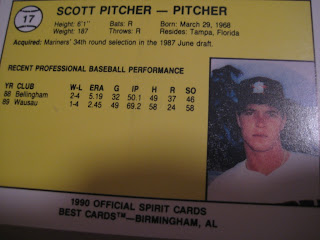 17
SCOTT PITCHER — PITCHER
Height: 6'1" Bats: R Born: March 29, 1968
Weight: 187 Throws: R Resides: Tampa, Florida
Acquired: Mariners' 34th round selection in the 1987 June draft.
RECENT PROFESSIONAL BASEBALL PERFORMANCE
YR CLUB W-L ERA G IP H R SO
88 Bellingham 2-4 5.19 32 50.1 49 37 46
89 Wausau 1-4 2.45 49 69.2 58 24 58
1990 OFFICIAL SPIRIT CARDS
BEST CARDS™—BIRMINGHAM, AL